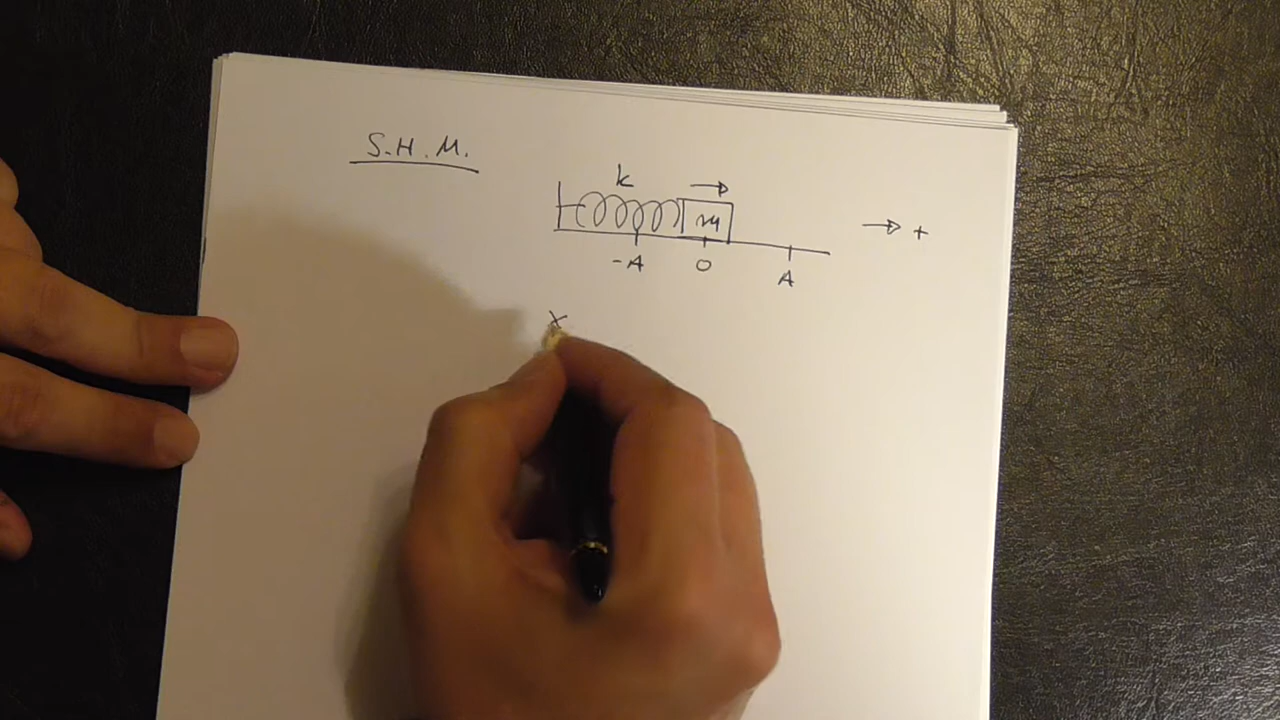 S.H.M.
k
m
→ +
-A 0 A
x